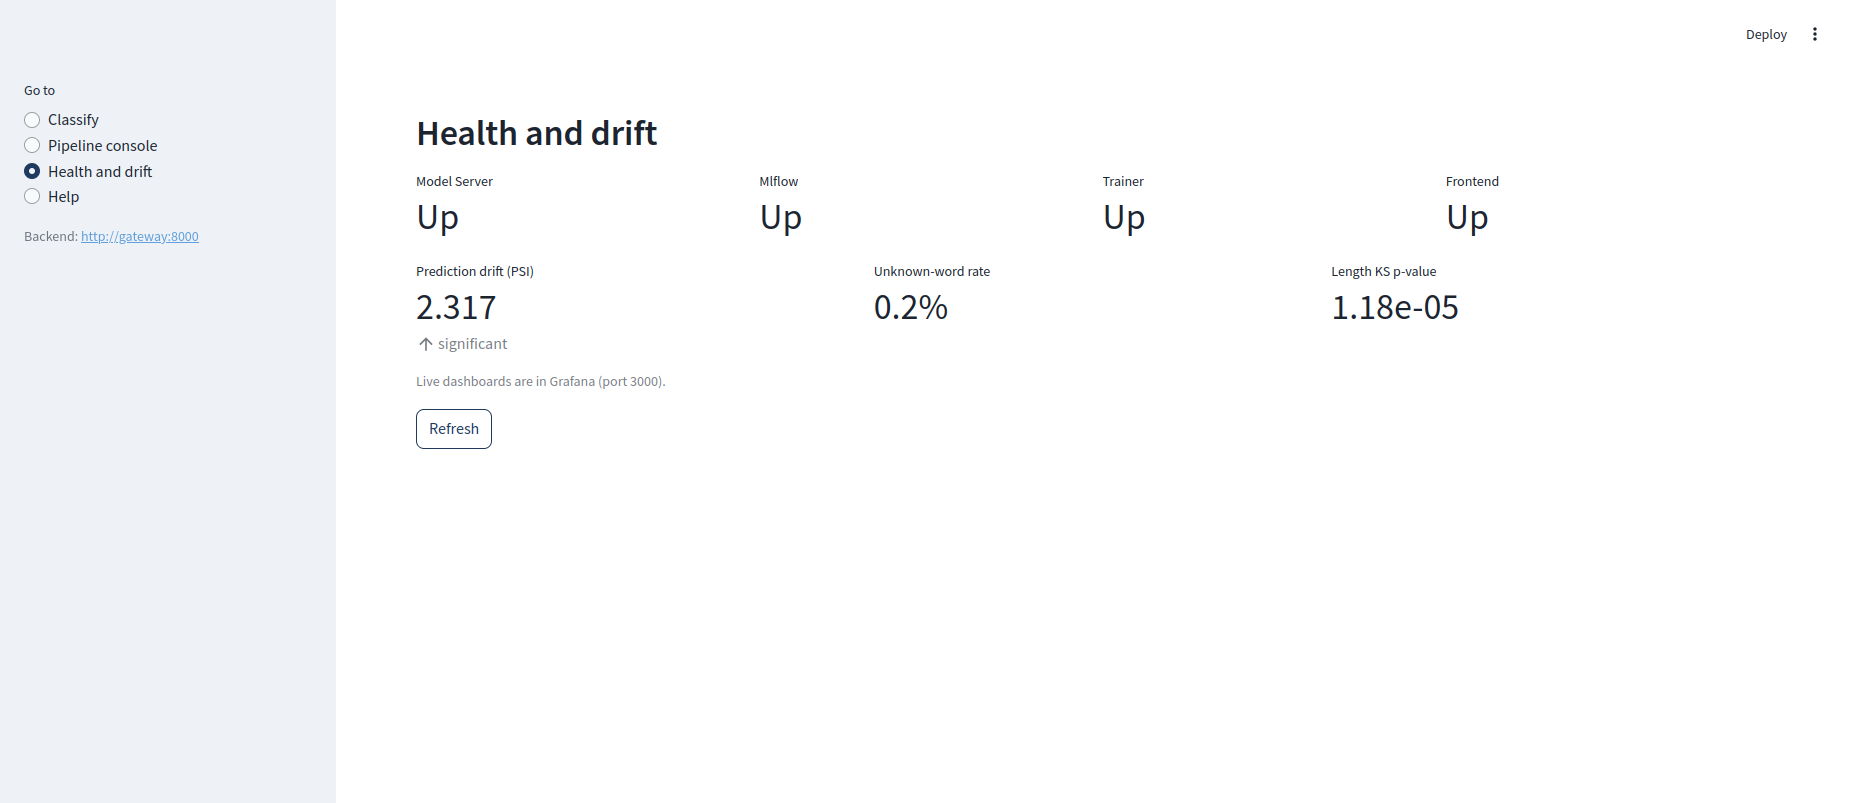 Deploy
Go to
Classify
Pipeline console
Health and drift
Help
Backend: http://gateway:8000
Health and drift
Model Server
Mlflow
Trainer
Frontend
Up
Up
Up
Up
Prediction drift (PSI)
Unknown-word rate
Length KS p-value
2.317
0.2%
1.18e-05
significant
Live dashboards are in Grafana (port 3000).
Refresh